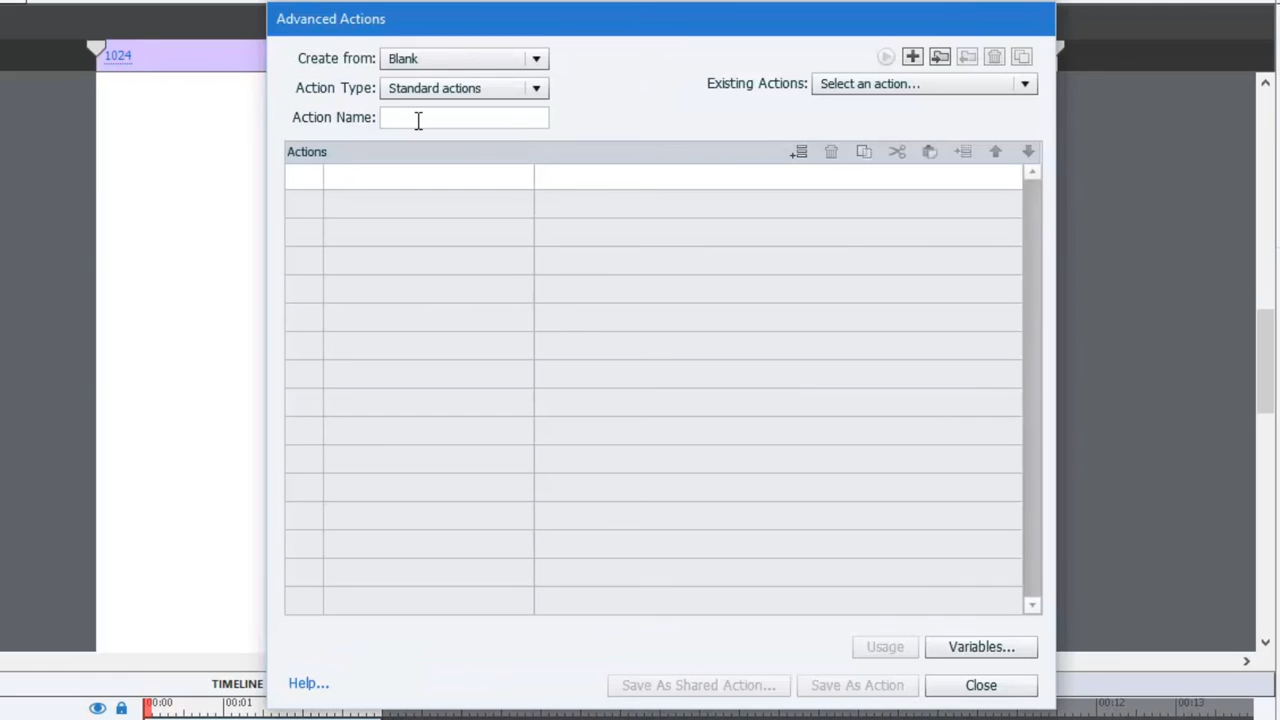 Advanced Actions
1024
Create from: Blank
Action Type: Standard actions
Existing Actions: Select an action...
Action Name:
Actions
Usage
Variables...
Help...
Save As Shared Action...
Save As Action
Close
TIMELINE
00:00
00:01
00:12
00:13